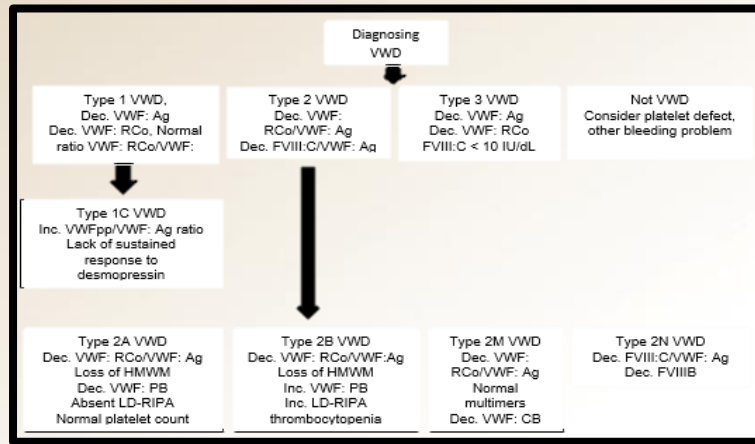 Diagnosing
VWD
Type 1 VWD,
Dec. VWF: Ag
Dec. VWF: RCo, Normal
ratio VWF: RCo/VWF:
Type 2 VWD
Dec. VWF:
RCo/VWF: Ag
Dec. FVIII:C/VWF: Ag
Type 3 VWD
Dec. VWF: Ag
Dec. VWF: RCo
FVIII:C < 10 IU/dL
Not VWD
Consider platelet defect,
other bleeding problem
Type 1C VWD
Inc. VWFpp/VWF: Ag ratio
Lack of sustained
response to
desmopressin
Type 2A VWD
Dec. VWF: RCo/VWF: Ag
Loss of HMWM
Dec. VWF: PB
Absent LD-RIPA
Normal platelet count
Type 2B VWD
Dec. VWF: RCo/VWF:Ag
Loss of HMWM
Inc. VWF: PB
Inc. LD-RIPA
thrombocytopenia
Type 2M VWD
Dec. VWF:
RCo/VWF: Ag
Normal
multimers
Dec. VWF: CB
Type 2N VWD
Dec. FVIII:C/VWF: Ag
Dec. FVIIIB